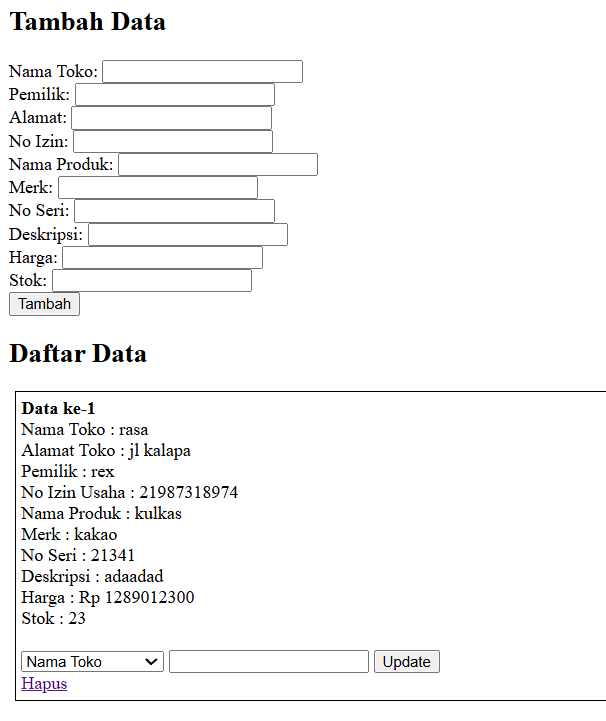 Tambah Data
Nama Toko:
Pemilik:
Alamat:
No Izin:
Nama Produk:
Merk:
No Seri:
Deskripsi:
Harga:
Stok:
Tambah
Daftar Data
Data ke-1
Nama Toko : rasa
Alamat Toko : jl kalapa
Pemilik : rex
No Izin Usaha : 21987318974
Nama Produk : kulkas
Merk : kakao
No Seri : 21341
Deskripsi : adaadad
Harga : Rp 1289012300
Stok : 23
Nama Toko Update
Hapus